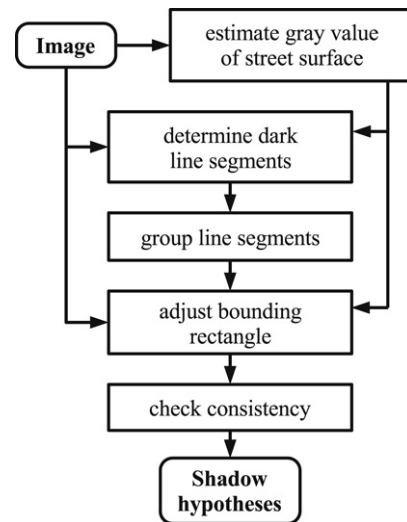 Image
estimate gray value
of street surface
determine dark
line segments
group line segments
adjust bounding
rectangle
check consistency
Shadow
hypotheses